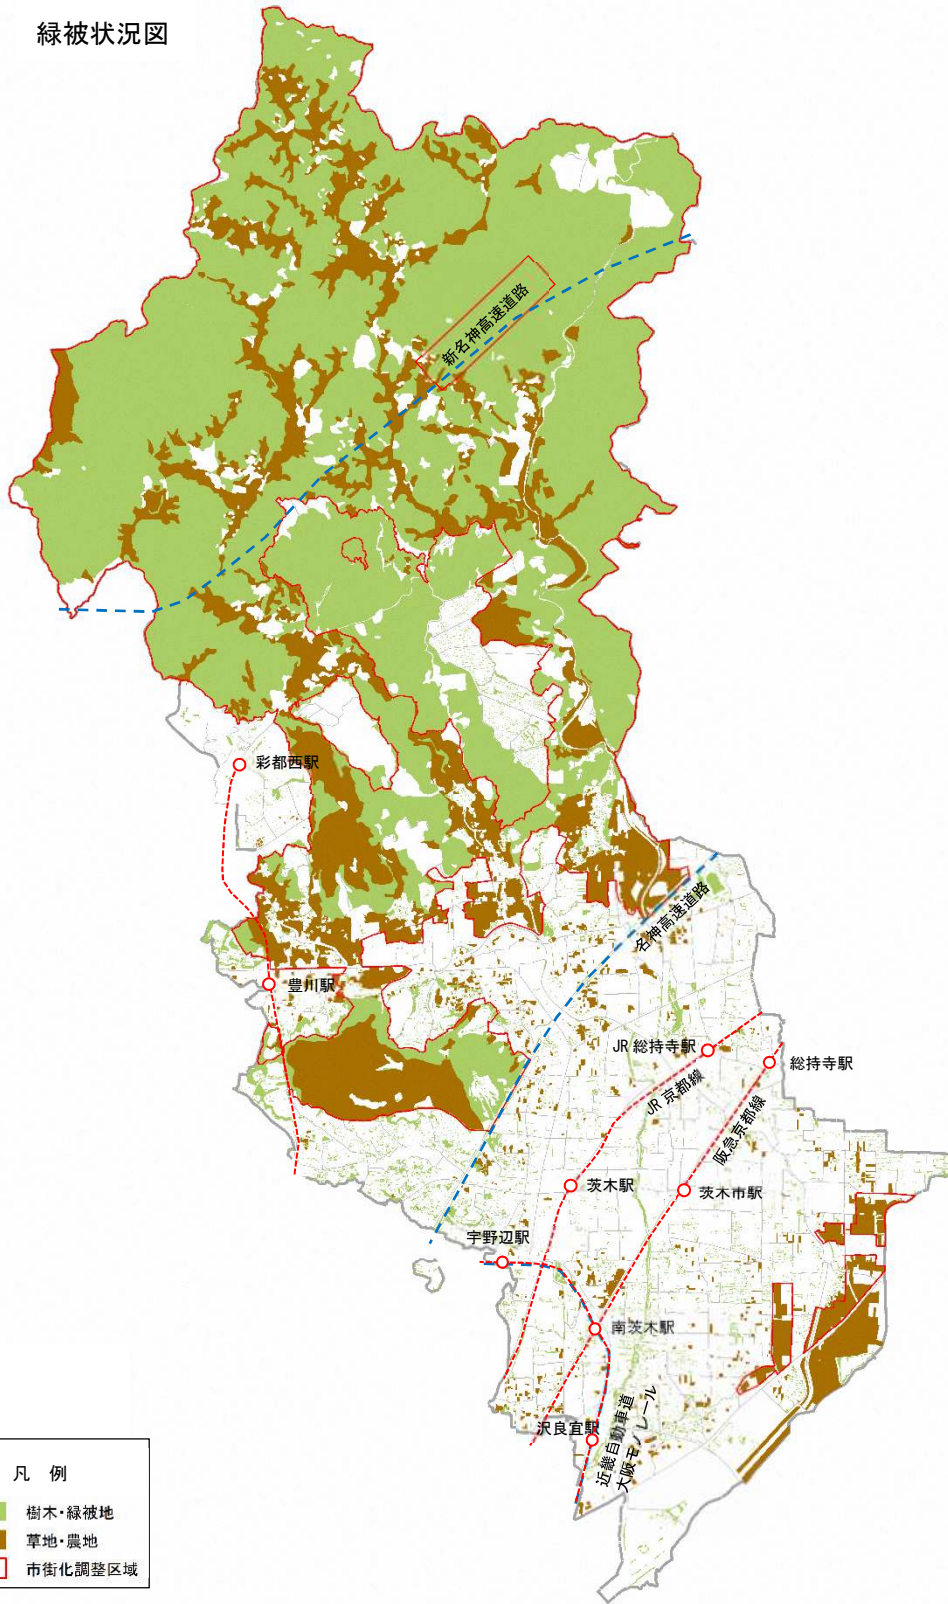 緑被状況図
新名神高速道路
彩都西駅
名神高速道路
豊川駅
JR 総持寺駅
総持寺駅
JR 京都線
阪急京都線
茨木駅
茨木市駅
宇野辺駅
南茨木駅
沢良宜駅
近畿自動車道
大阪モノレール
凡 例
樹木・緑被地
草地・農地
市街化調整区域